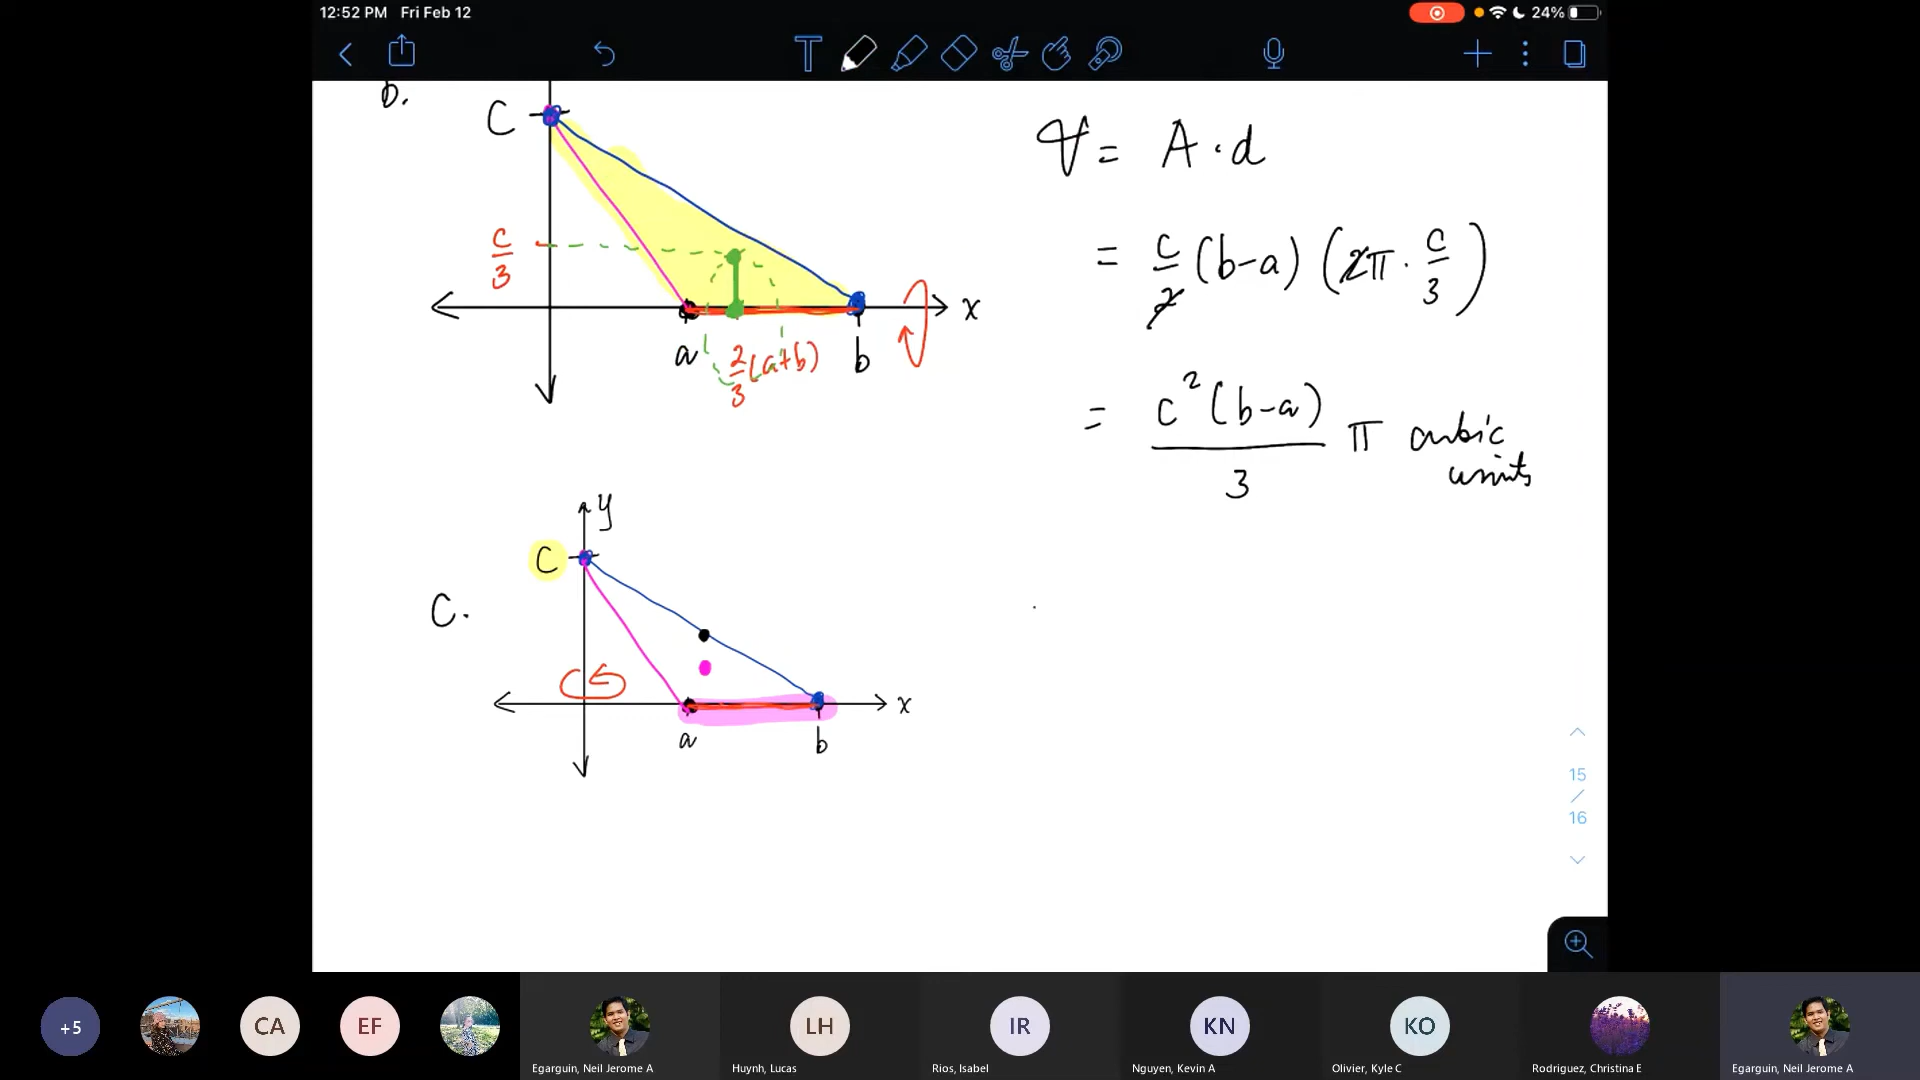 12:52 PM Fri Feb 12
24%
b.
C
V = A · d
c/3
= c/2 (b-a) (2π · c/3)
x
a
2/3 (a+b)
b
= c²(b-a)/3 π cubic
units
y
C
C.
x
a
b
15
/
16
+5
CA
EF
LH
IR
KN
KO
Egarguin, Neil Jerome A
Huynh, Lucas
Rios, Isabel
Nguyen, Kevin A
Olivier, Kyle C
Rodriguez, Christina E
Egarguin, Neil Jerome A